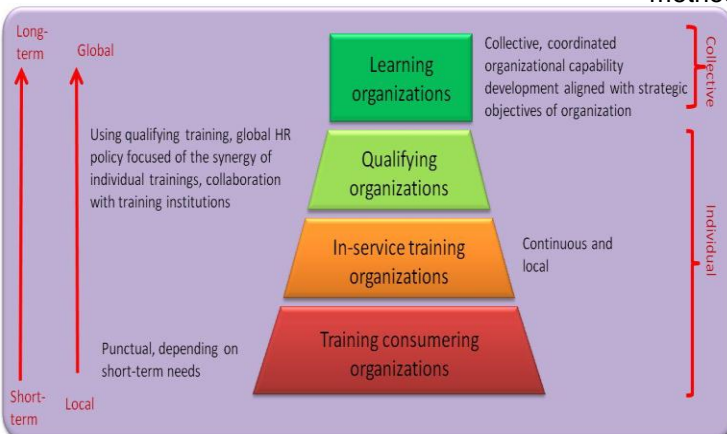 Long-
term
Global
Learning
organizations
Collective, coordinated
organizational capability
development aligned with strategic
objectives of organization
Collective
Using qualifying training, global HR
policy focused of the synergy of
individual trainings, collaboration
with training institutions
Qualifying
organizations
Individual
In-service training
organizations
Continuous and
local
Punctual, depending on
short-term needs
Training consumering
organizations
Short-
term
Local